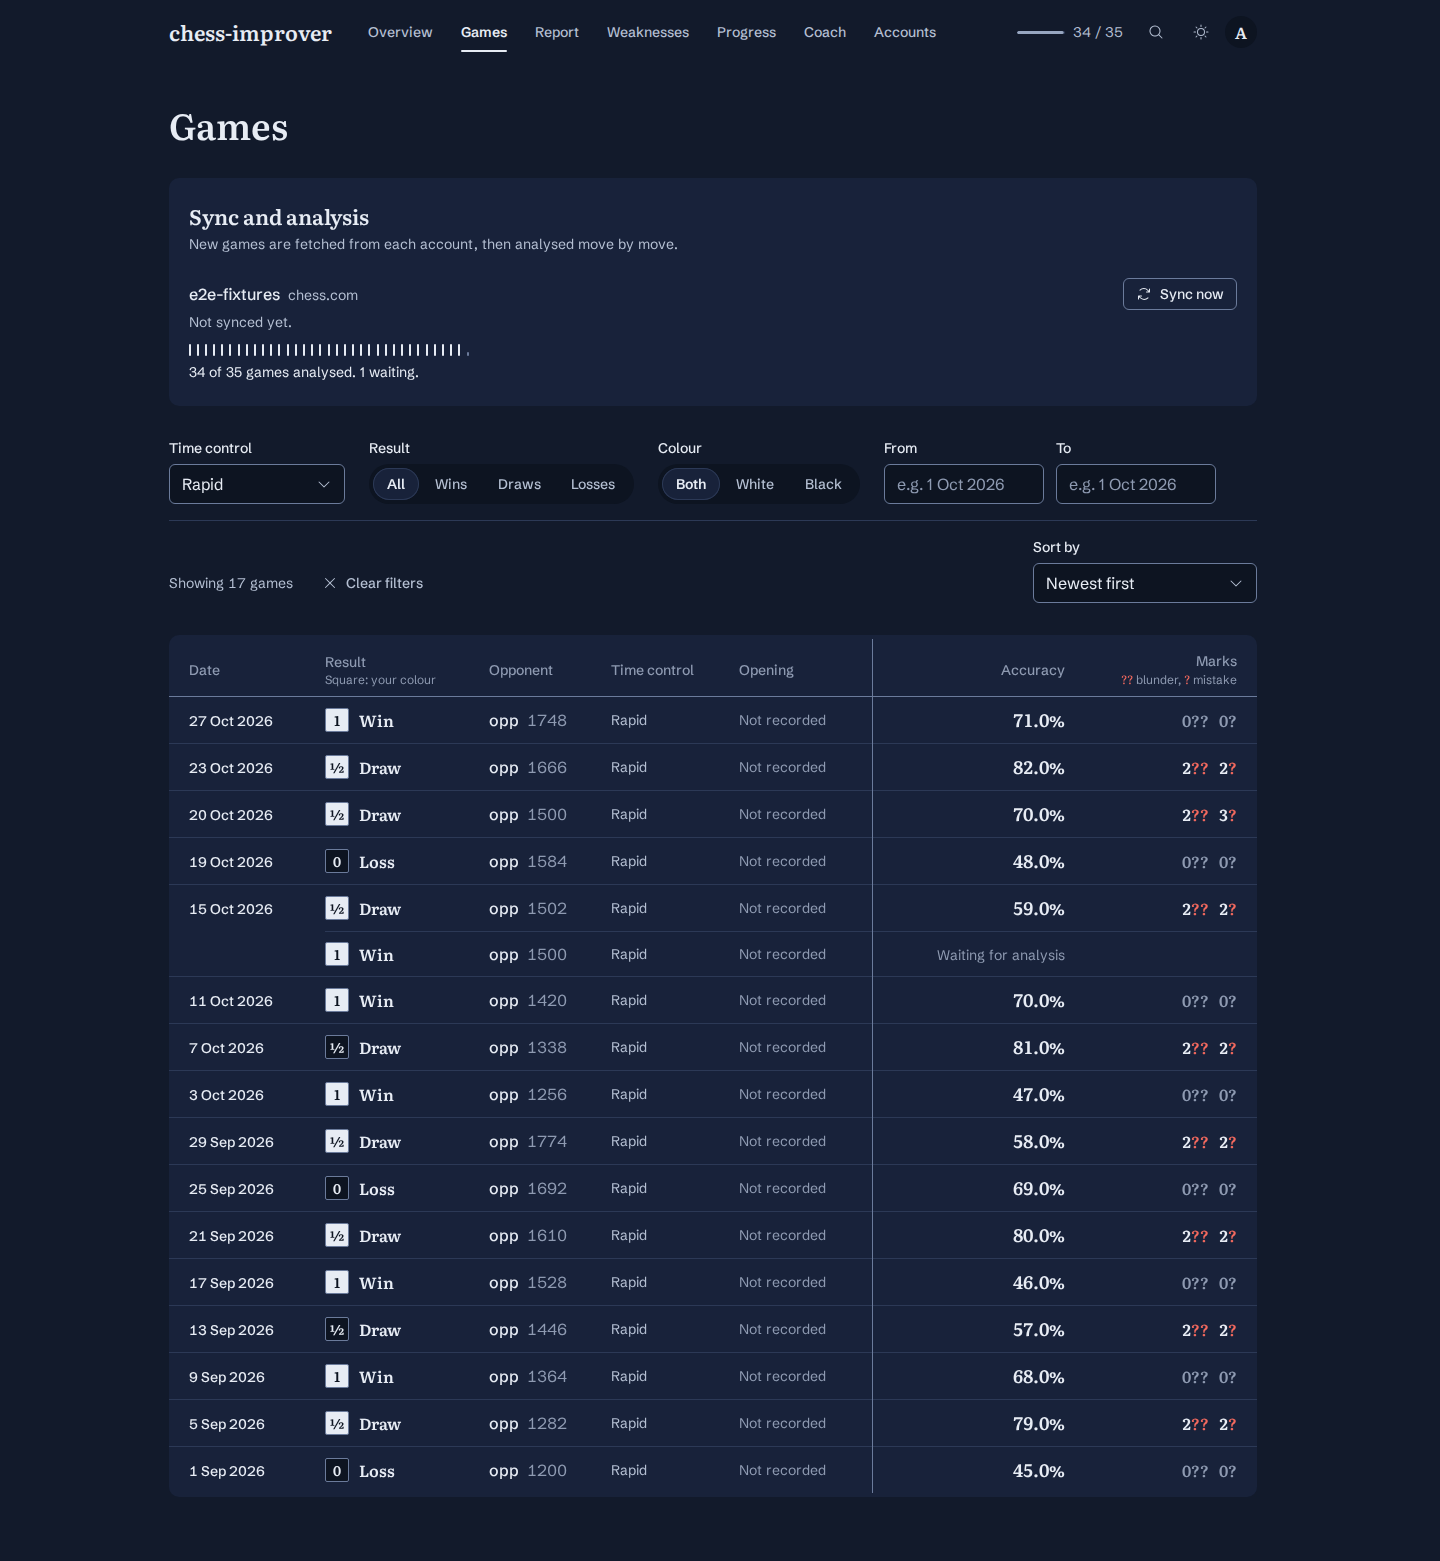 chess-improver Overview Games Report Weaknesses Progress Coach Accounts 34 / 35 A
Games
Sync and analysis
New games are fetched from each account, then analysed move by move.
e2e-fixtures chess.com Sync now
Not synced yet.
34 of 35 games analysed. 1 waiting.
Time control Result Colour From To
Rapid All Wins Draws Losses Both White Black e.g. 1 Oct 2026 e.g. 1 Oct 2026
Sort by
Showing 17 games Clear filters Newest first
Date Result Opponent Time control Opening Accuracy Marks
Square: your colour ?? blunder, ? mistake
27 Oct 2026 1 Win opp 1748 Rapid Not recorded 71.0% 0?? 0?
23 Oct 2026 ½ Draw opp 1666 Rapid Not recorded 82.0% 2?? 2?
20 Oct 2026 ½ Draw opp 1500 Rapid Not recorded 70.0% 2?? 3?
19 Oct 2026 0 Loss opp 1584 Rapid Not recorded 48.0% 0?? 0?
15 Oct 2026 ½ Draw opp 1502 Rapid Not recorded 59.0% 2?? 2?
1 Win opp 1500 Rapid Not recorded Waiting for analysis
11 Oct 2026 1 Win opp 1420 Rapid Not recorded 70.0% 0?? 0?
7 Oct 2026 ½ Draw opp 1338 Rapid Not recorded 81.0% 2?? 2?
3 Oct 2026 1 Win opp 1256 Rapid Not recorded 47.0% 0?? 0?
29 Sep 2026 ½ Draw opp 1774 Rapid Not recorded 58.0% 2?? 2?
25 Sep 2026 0 Loss opp 1692 Rapid Not recorded 69.0% 0?? 0?
21 Sep 2026 ½ Draw opp 1610 Rapid Not recorded 80.0% 2?? 2?
17 Sep 2026 1 Win opp 1528 Rapid Not recorded 46.0% 0?? 0?
13 Sep 2026 ½ Draw opp 1446 Rapid Not recorded 57.0% 2?? 2?
9 Sep 2026 1 Win opp 1364 Rapid Not recorded 68.0% 0?? 0?
5 Sep 2026 ½ Draw opp 1282 Rapid Not recorded 79.0% 2?? 2?
1 Sep 2026 0 Loss opp 1200 Rapid Not recorded 45.0% 0?? 0?